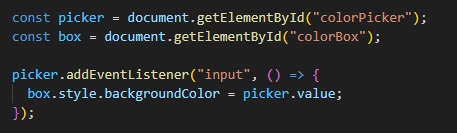 const picker = document.getElementById("colorPicker");
const box = document.getElementById("colorBox");

picker.addEventListener("input", () => {
  box.style.backgroundColor = picker.value;
});